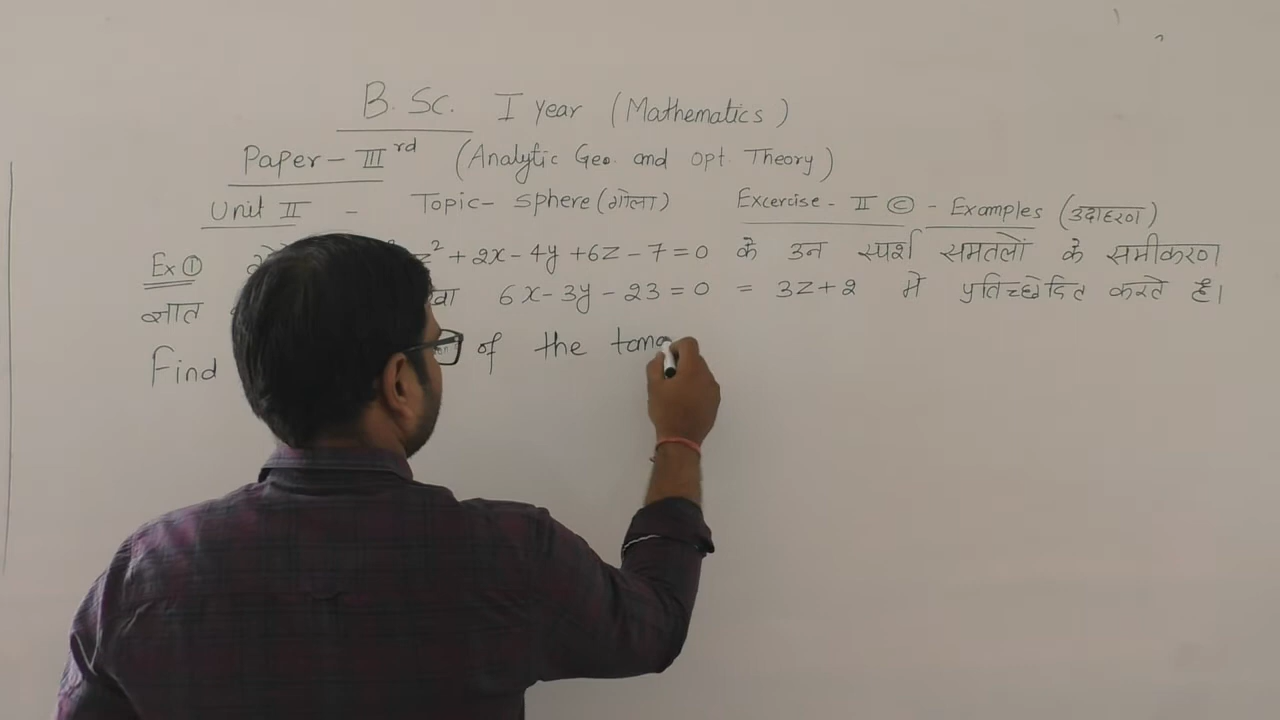 B. Sc. I year (Mathematics)
Paper - III rd (Analytic Geo. and Opt. Theory)
Unit II - Topic - Sphere (गोला) Excercise - II (C) - Examples (उदाहरण)
Ex ① z² + 2x - 4y + 6z - 7 = 0 के उन स्पर्श समतलों के समीकरण
ज्ञात 6x - 3y - 23 = 0 = 3z + 2 में प्रतिच्छेदित करते है।
Find of the tang